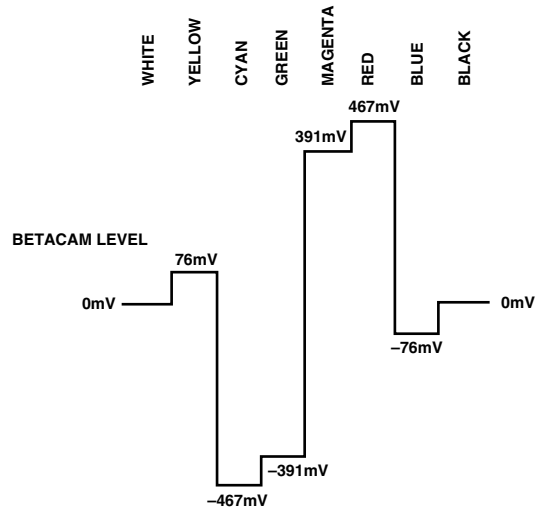 WHITE
YELLOW
CYAN
GREEN
MAGENTA
RED
BLUE
BLACK
467mV
391mV
BETACAM LEVEL
76mV
0mV
0mV
–76mV
–391mV
–467mV